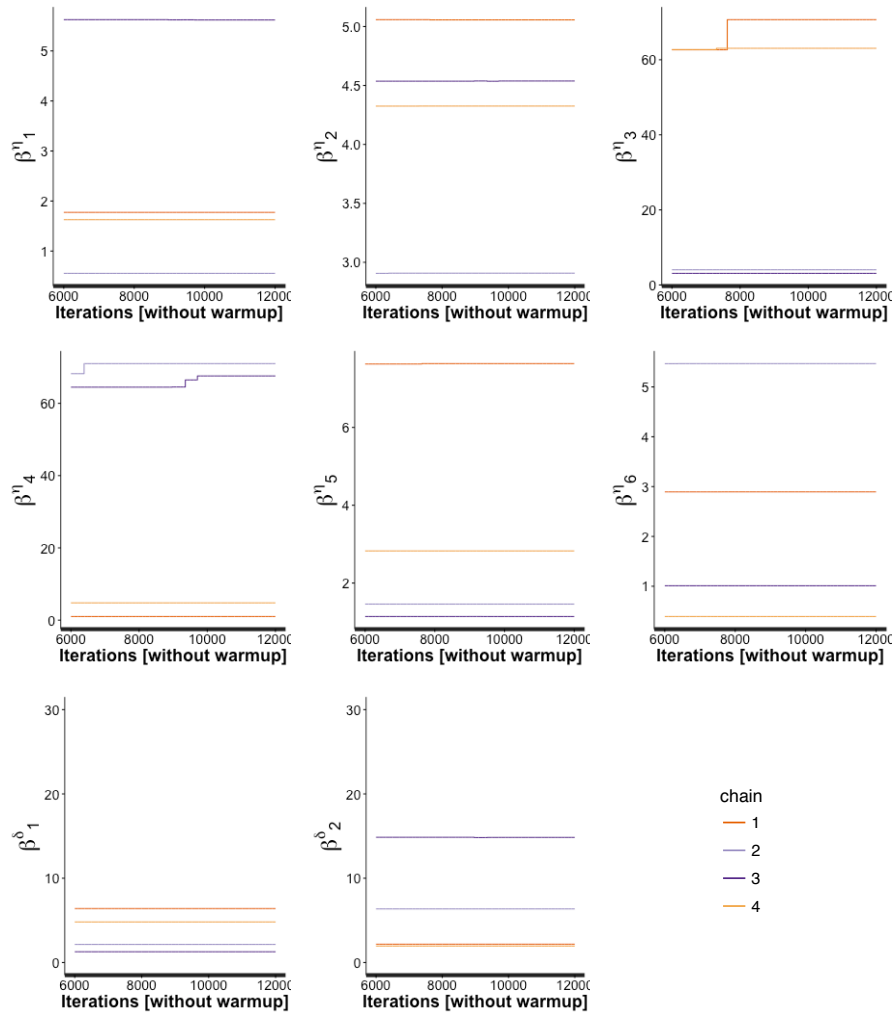 5
4
3
2
1
β^η_1
6000 8000 10000 12000
Iterations [without warmup]
5.0
4.5
4.0
3.5
3.0
β^η_2
6000 8000 10000 12000
Iterations [without warmup]
60
40
20
0
β^η_3
6000 8000 10000 12000
Iterations [without warmup]
60
40
20
0
β^η_4
6000 8000 10000 12000
Iterations [without warmup]
6
4
2
β^η_5
6000 8000 10000 12000
Iterations [without warmup]
5
4
3
2
1
β^η_6
6000 8000 10000 12000
Iterations [without warmup]
30
20
10
0
β^δ_1
6000 8000 10000 12000
Iterations [without warmup]
30
20
10
0
β^δ_2
6000 8000 10000 12000
Iterations [without warmup]
chain
1
2
3
4